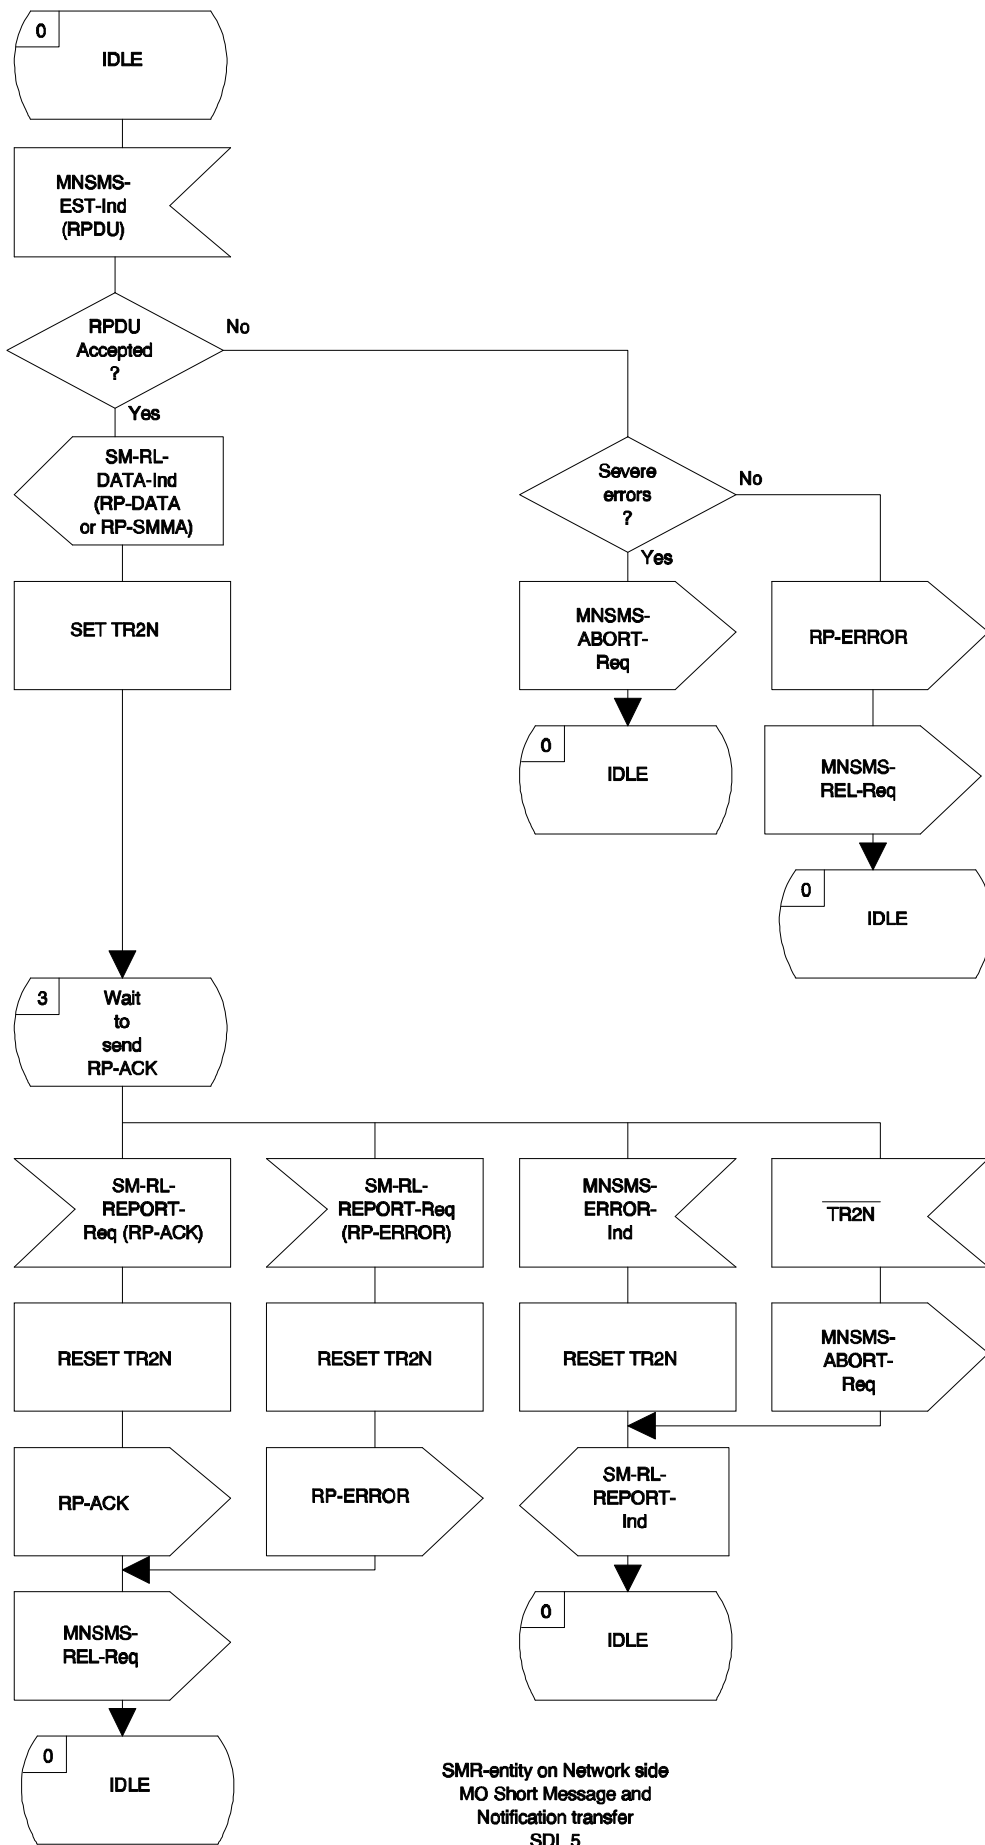 0
IDLE
MNSMS-
EST-Ind
(RPDU)
RPDU
Accepted
?
No
Yes
SM-RL-
DATA-Ind
(RP-DATA
or RP-SMMA)
Severe
errors
?
No
Yes
SET TR2N
MNSMS-
ABORT-
Req
RP-ERROR
0
IDLE
MNSMS-
REL-Req
0
IDLE
3
Wait
to
send
RP-ACK
SM-RL-
REPORT-
Req (RP-ACK)
SM-RL-
REPORT-Req
(RP-ERROR)
MNSMS-
ERROR-
Ind
TR2N
RESET TR2N
RESET TR2N
RESET TR2N
MNSMS-
ABORT-
Req
RP-ACK
RP-ERROR
SM-RL-
REPORT-
Ind
MNSMS-
REL-Req
0
IDLE
0
IDLE
SMR-entity on Network side
MO Short Message and
Notification transfer
SDL 5